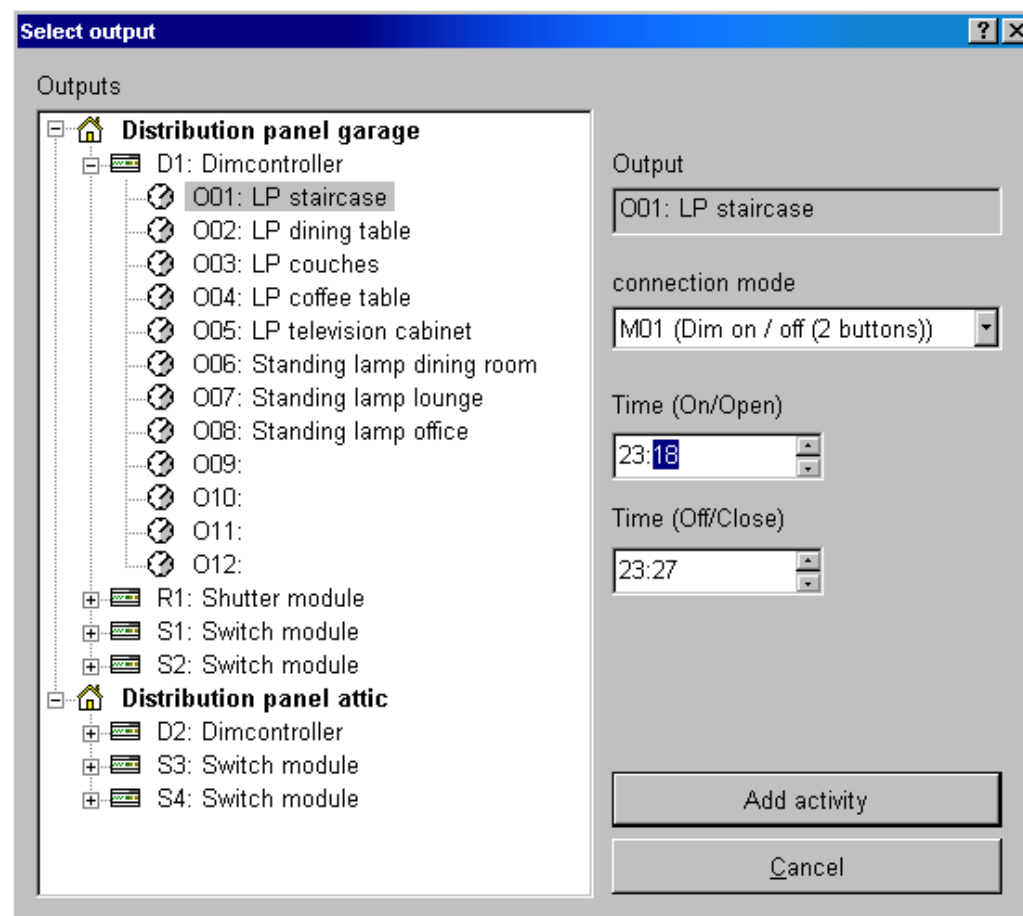 Select output
Outputs
Distribution panel garage
D1: Dimcontroller
O01: LP staircase
O02: LP dining table
O03: LP couches
O04: LP coffee table
O05: LP television cabinet
O06: Standing lamp dining room
O07: Standing lamp lounge
O08: Standing lamp office
O09:
O10:
O11:
O12:
R1: Shutter module
S1: Switch module
S2: Switch module
Distribution panel attic
D2: Dimcontroller
S3: Switch module
S4: Switch module
Output
O01: LP staircase
connection mode
M01 (Dim on / off (2 buttons))
Time (On/Open)
23:18
Time (Off/Close)
23:27
Add activity
Cancel